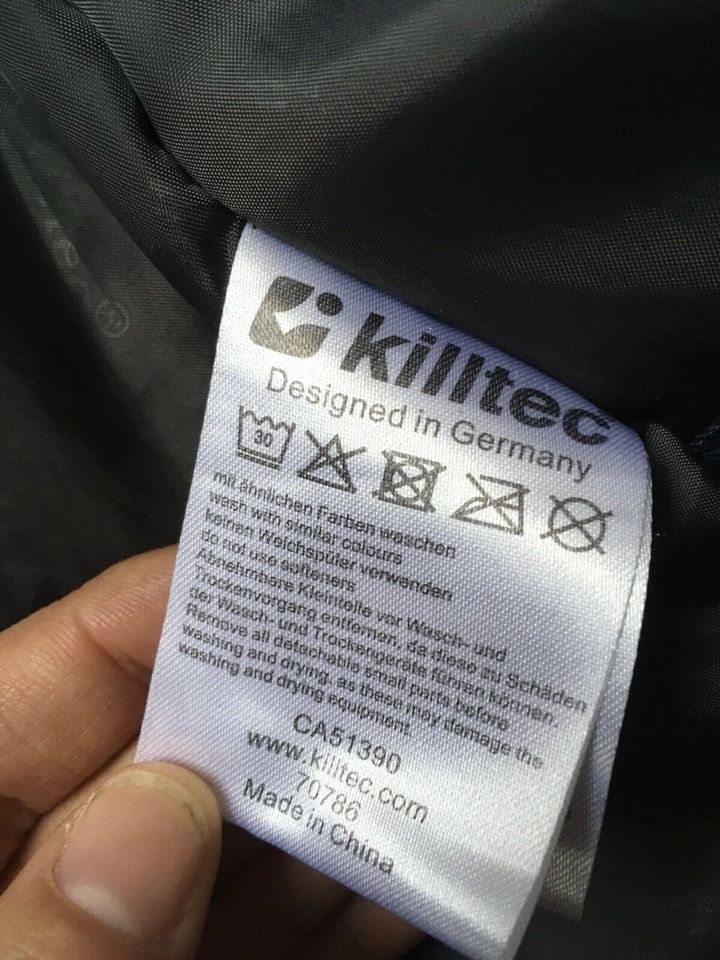 killtec
Designed in Germany
30
mit ähnlichen Farben waschen
wash with similar colours
keinen Weichspüler verwenden
do not use softeners
Abnehmbare Kleinteile vor Wasch- und
Trockenvorgang entfernen, da diese zu Schäden
der Wasch- und Trockengeräte führen können.
Remove all detachable small parts before
washing and drying, as these may damage the
washing and drying equipment.
CA51390
www.killtec.com
70786
Made in China